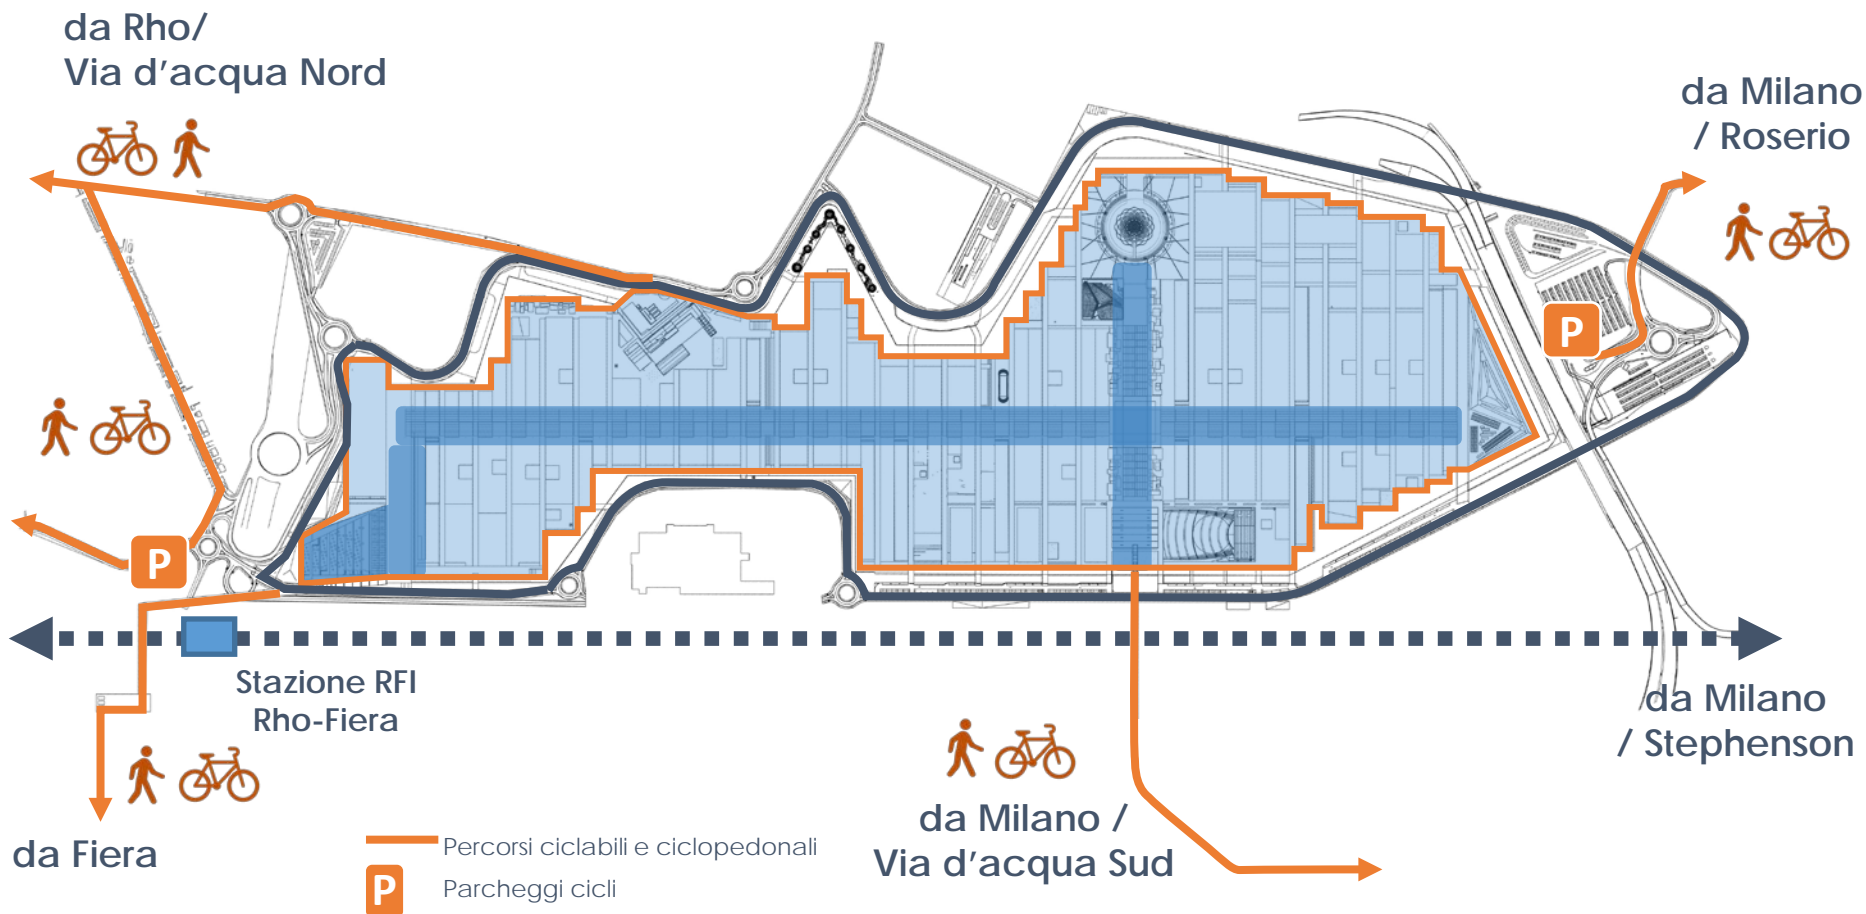 da Rho/
Via d'acqua Nord
da Milano
/ Roserio
P
P
Stazione RFI
Rho-Fiera
da Milano
/ Stephenson
da Milano /
Via d'acqua Sud
da Fiera
Percorsi ciclabili e ciclopedonali
P
Parcheggi cicli